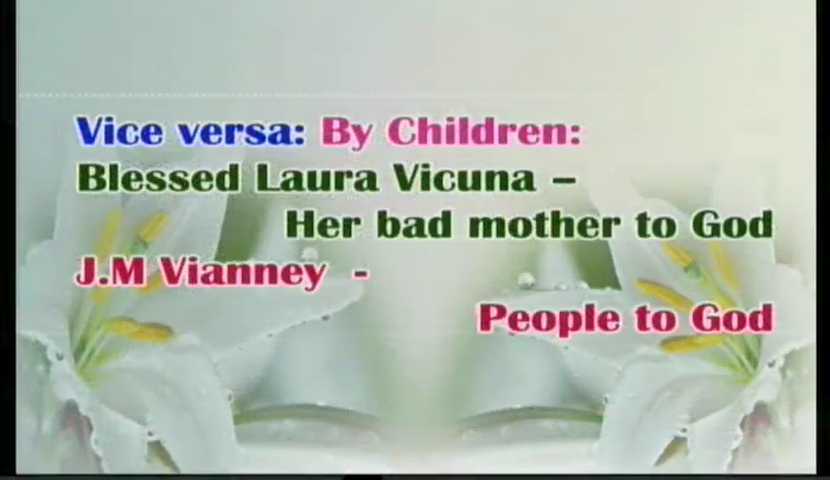 Vice versa: By Children:
Blessed Laura Vicuna –
Her bad mother to God
J.M Vianney -
People to God